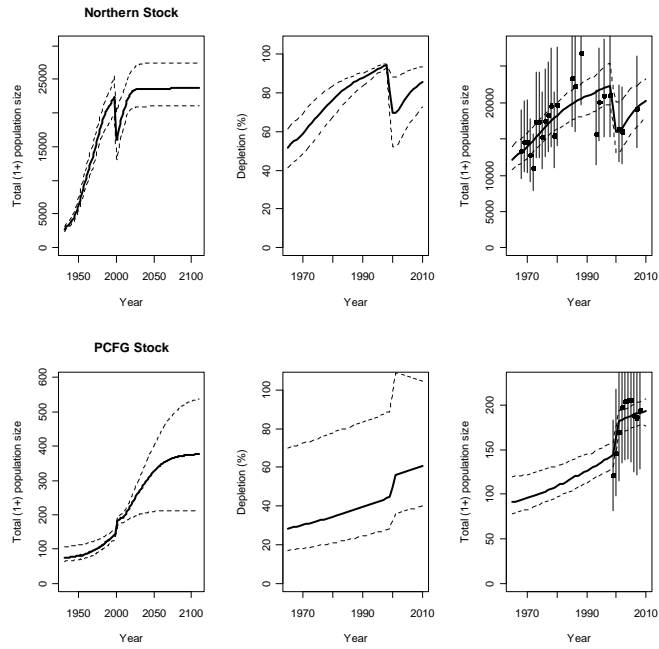 Northern Stock
Total (1+) population size
0 5000 15000 25000
1950 2000 2050 2100
Year
Depletion (%)
0 20 40 60 80 100
1970 1990 2010
Year
Total (1+) population size
0 10000 20000
1970 1990 2010
Year
PCFG Stock
Total (1+) population size
0 100 200 300 400 500 600
1950 2000 2050 2100
Year
Depletion (%)
0 20 40 60 80 100
1970 1990 2010
Year
Total (1+) population size
0 50 100 150 200
1970 1990 2010
Year